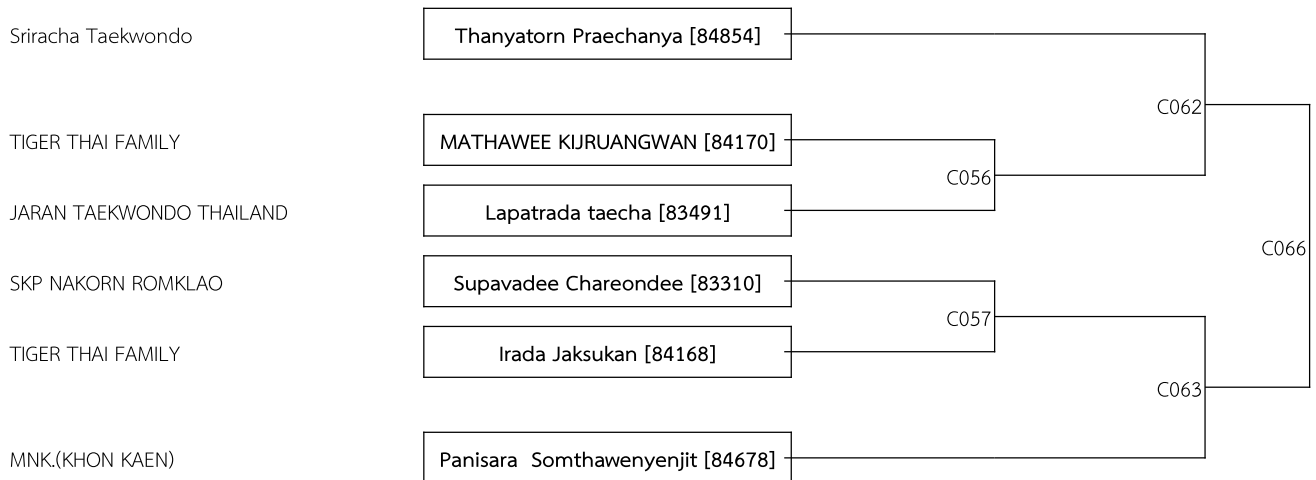 Sriracha Taekwondo
Thanyatorn Praechanya [84854]
C062
TIGER THAI FAMILY
MATHAWEE KIJRUANGWAN [84170]
C056
JARAN TAEKWONDO THAILAND
Lapatrada taecha [83491]
C066
SKP NAKORN ROMKLAO
Supavadee Chareondee [83310]
C057
TIGER THAI FAMILY
Irada Jaksukan [84168]
C063
MNK.(KHON KAEN)
Panisara  Somthawenyenjit [84678]